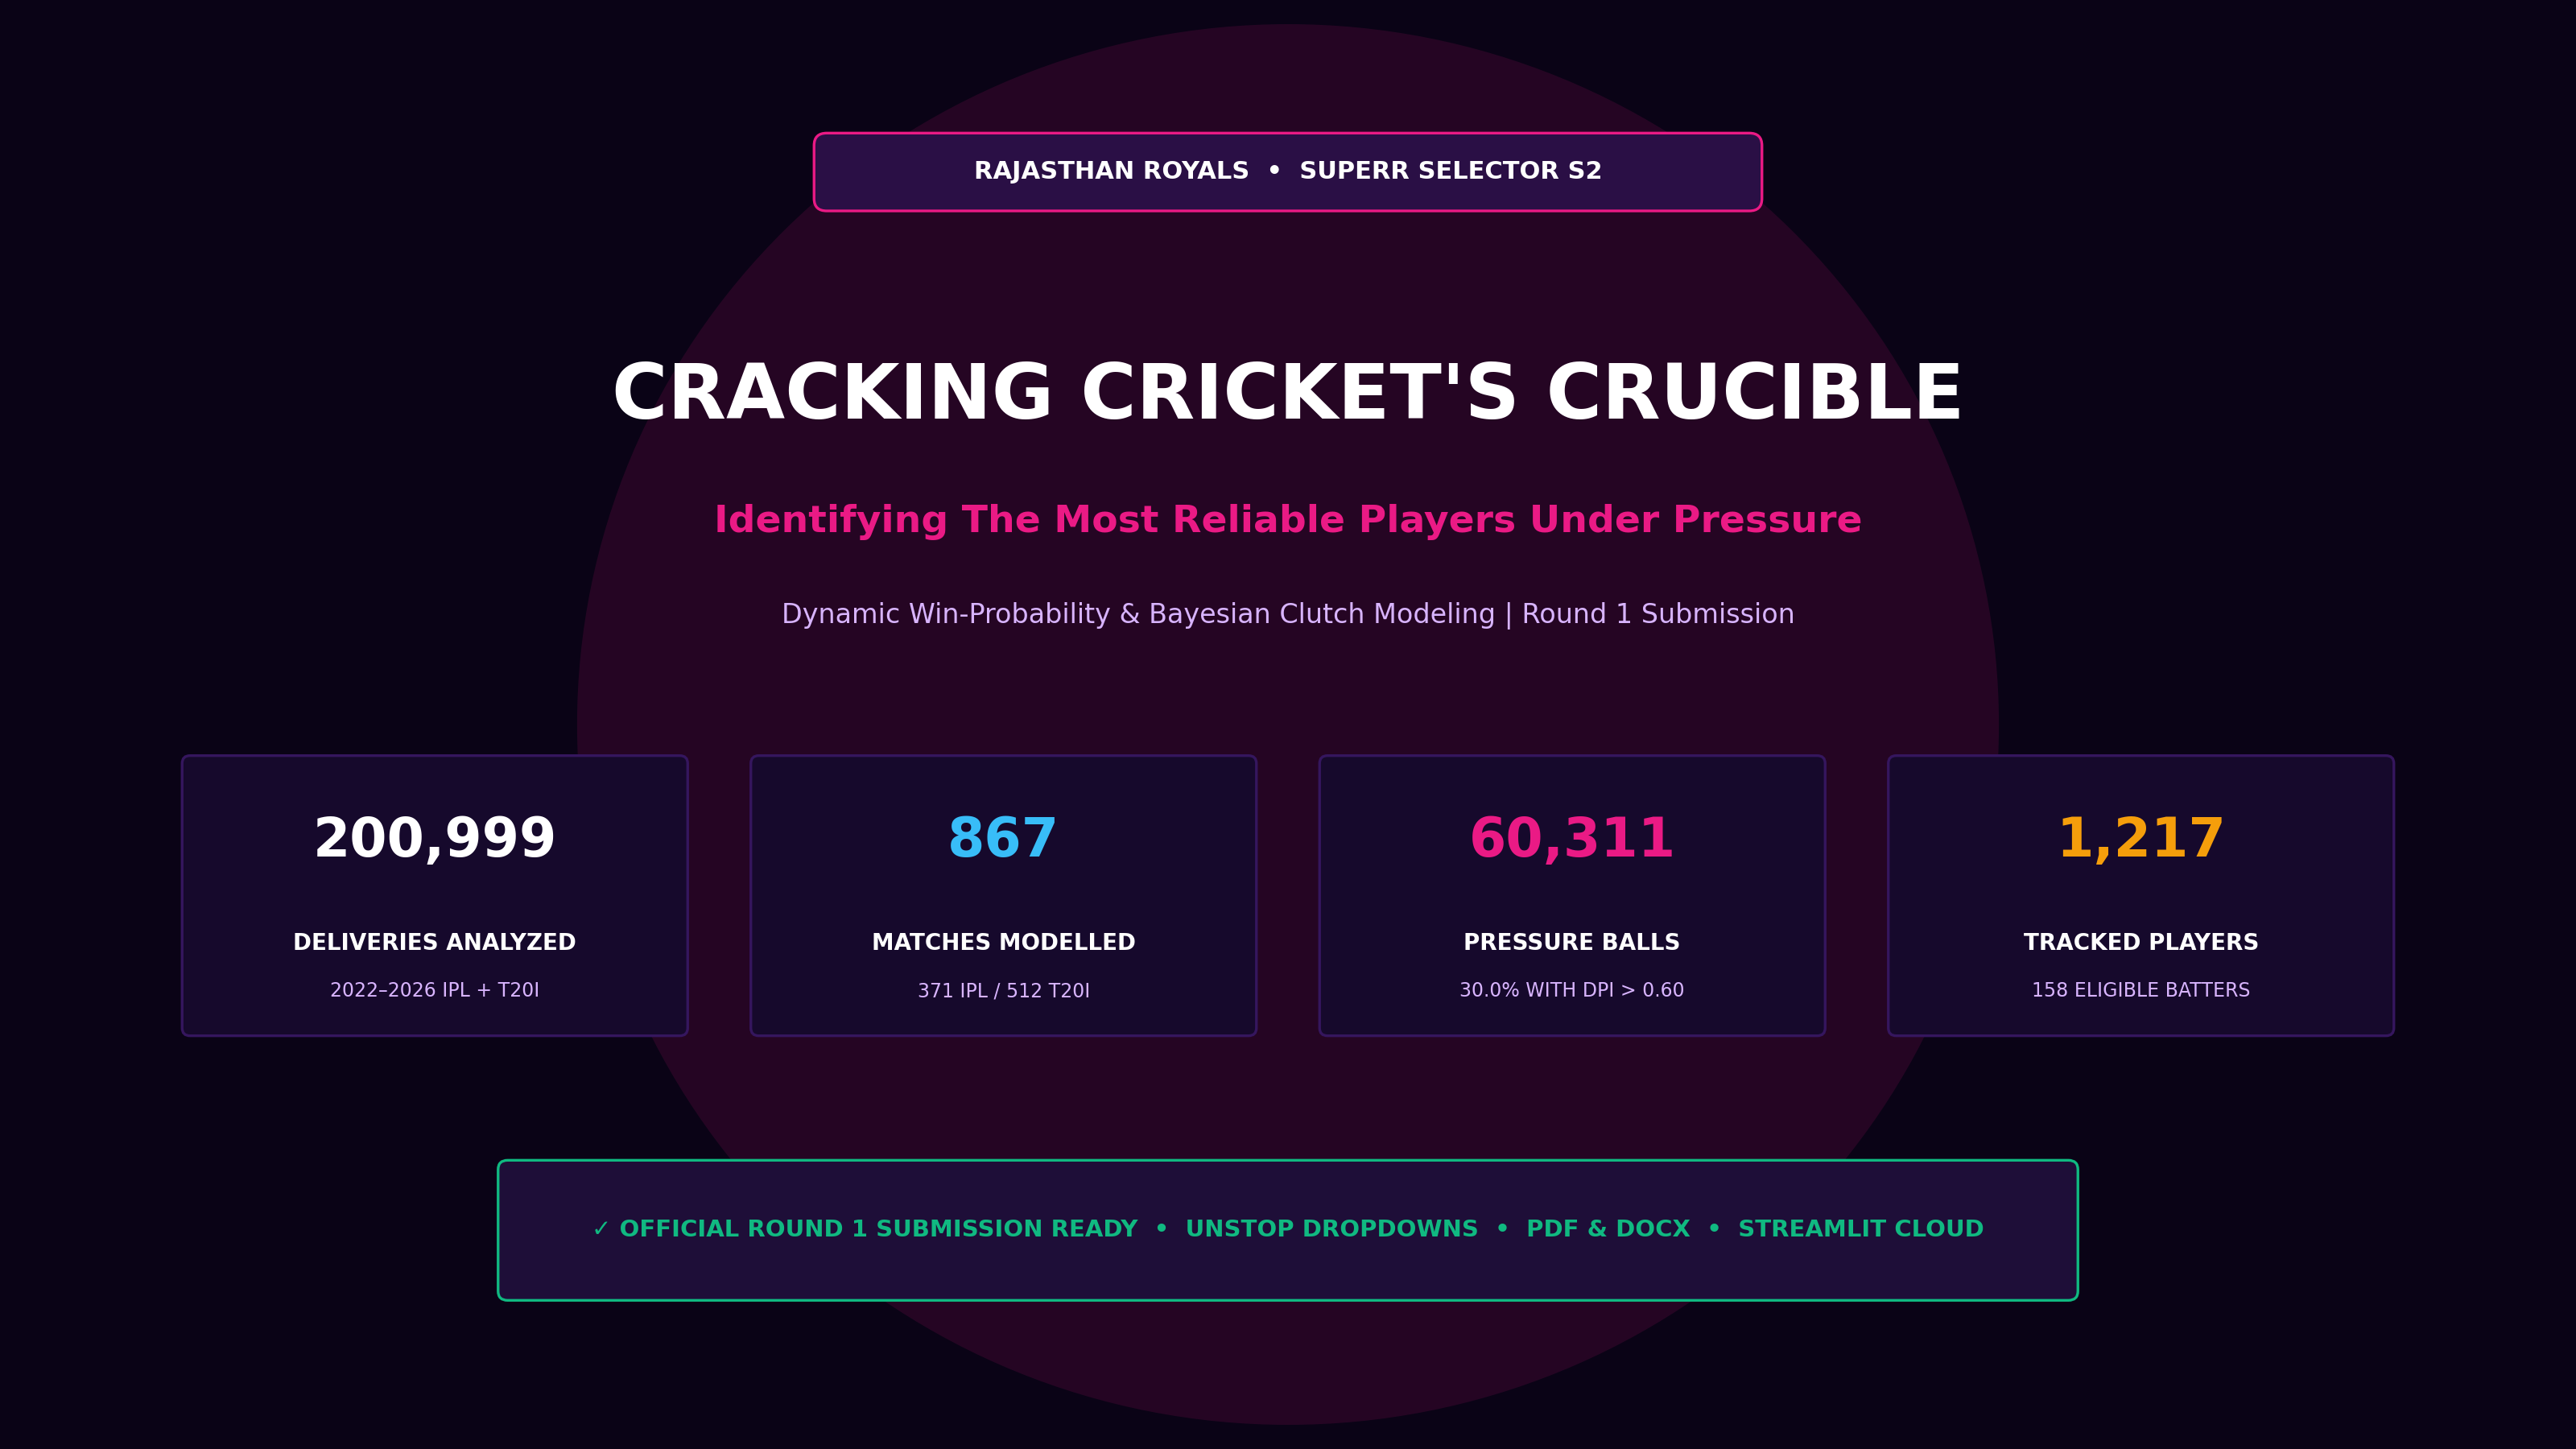 RAJASTHAN ROYALS • SUPERR SELECTOR S2
CRACKING CRICKET'S CRUCIBLE
Identifying The Most Reliable Players Under Pressure
Dynamic Win-Probability & Bayesian Clutch Modeling | Round 1 Submission
200,999
DELIVERIES ANALYZED
2022–2026 IPL + T20I
867
MATCHES MODELLED
371 IPL / 512 T20I
60,311
PRESSURE BALLS
30.0% WITH DPI > 0.60
1,217
TRACKED PLAYERS
158 ELIGIBLE BATTERS
✓ OFFICIAL ROUND 1 SUBMISSION READY • UNSTOP DROPDOWNS • PDF & DOCX • STREAMLIT CLOUD